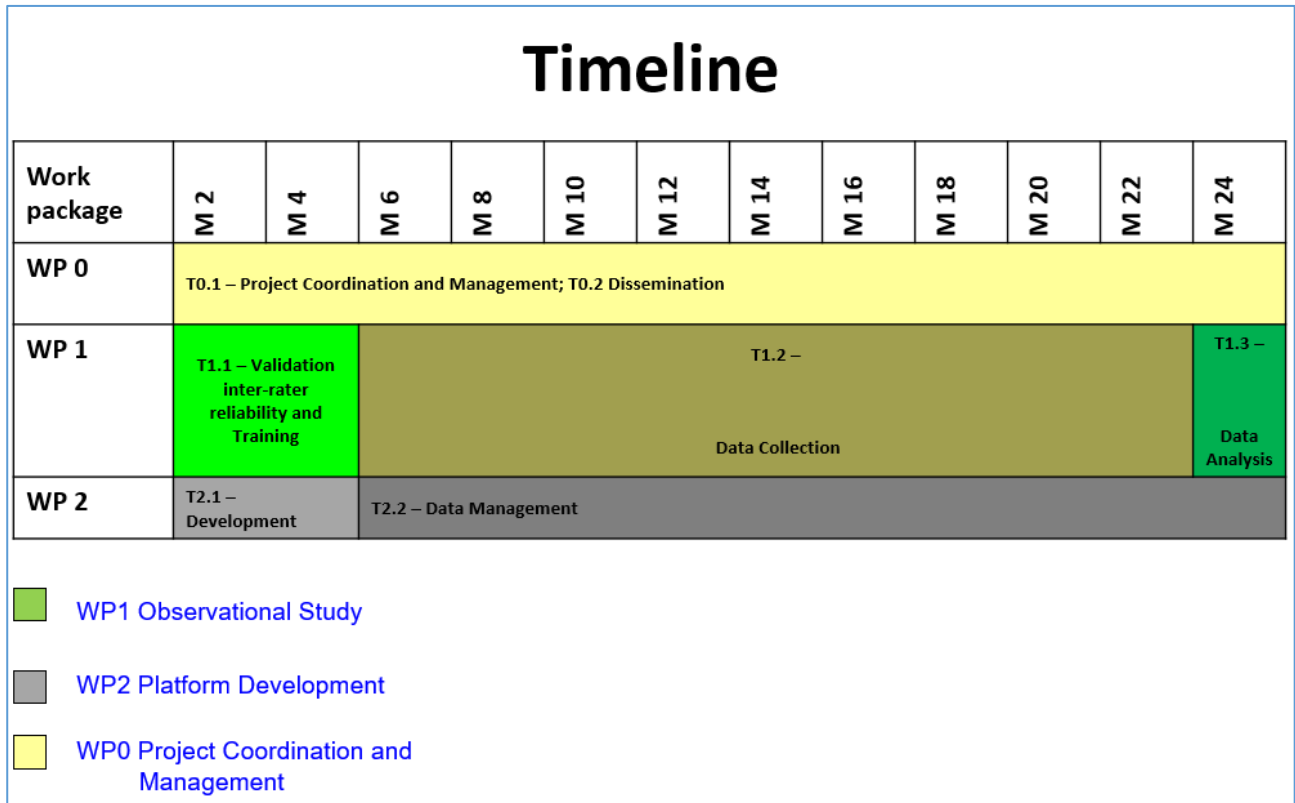 Timeline
Work
package
M 2
M 4
M 6
M 8
M 10
M 12
M 14
M 16
M 18
M 20
M 22
M 24
WP 0
T0.1 – Project Coordination and Management; T0.2 Dissemination
WP 1
T1.1 – Validation
inter-rater
reliability and
Training
T1.2 –
Data Collection
T1.3 –
Data
Analysis
WP 2
T2.1 –
Development
T2.2 – Data Management
WP1 Observational Study
WP2 Platform Development
WP0 Project Coordination and
Management